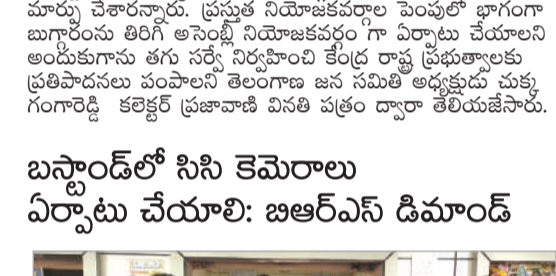 మార్పు చేశారన్నారు. ప్రస్తుత నియోజకవర్గాల పెంపులో భాగంగా
బుగ్గారంను తిరిగి అసెంబ్లీ నియోజకవర్గం గా ఏర్పాటు చేయాలని
అందుకుగాను తగు సర్వే నిర్వహించి కేంద్ర రాష్ట్ర ప్రభుత్వాలకు
ప్రతిపాదనలు పంపాలని తెలంగాణ జన సమితి అధ్యక్షుడు చుక్క
గంగారెడ్డి కలెక్టర్ ప్రజావాణి వినతి పత్రం ద్వారా తెలియజేసారు.
బస్టాండ్‌లో సిసి కెమెరాలు
ఏర్పాటు చేయాలి: బిఆర్ఎస్ డిమాండ్